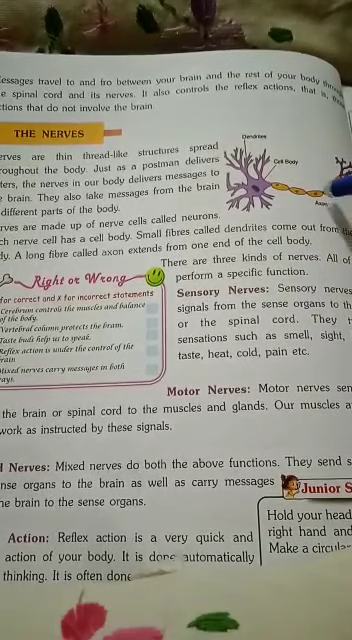 essages travel to and fro between your brain and the rest of your body
e spinal cord and its nerves. It also controls the reflex actions, that is,
tions that do not involve the brain
THE NERVES
erves are thin thread-like structures spread
roughout the body. Just as a postman delivers
ters, the nerves in our body delivers messages to
e brain. They also take messages from the brain
different parts of the body.
Dendrites
Cell Body
Axon
rves are made up of nerve cells called neurons.
ch nerve cell has a cell body. Small fibres called dendrites come out from the
dy. A long fibre called axon extends from one end of the cell body.
Right or Wrong
for correct and X for incorrect statements
Cerebrum controls the muscles and balance
of the body.
Vertebral column protects the brain.
Taste buds help us to speak.
Reflex action is under the control of the
rain
Mixed nerves carry messages in both
ays.
There are three kinds of nerves. All of
perform a specific function.
Sensory Nerves: Sensory nerves
signals from the sense organs to th
or the spinal cord. They
sensations such as smell, sight,
taste, heat, cold, pain etc.
Motor Nerves: Motor nerves sen
the brain or spinal cord to the muscles and glands. Our muscles a
work as instructed by these signals.
d Nerves: Mixed nerves do both the above functions. They send s
nse organs to the brain as well as carry messages
he brain to the sense organs.
Junior S
Hold your head
right hand and
Make a circular
Action: Reflex action is a very quick and
action of your body. It is done automatically
thinking. It is often done